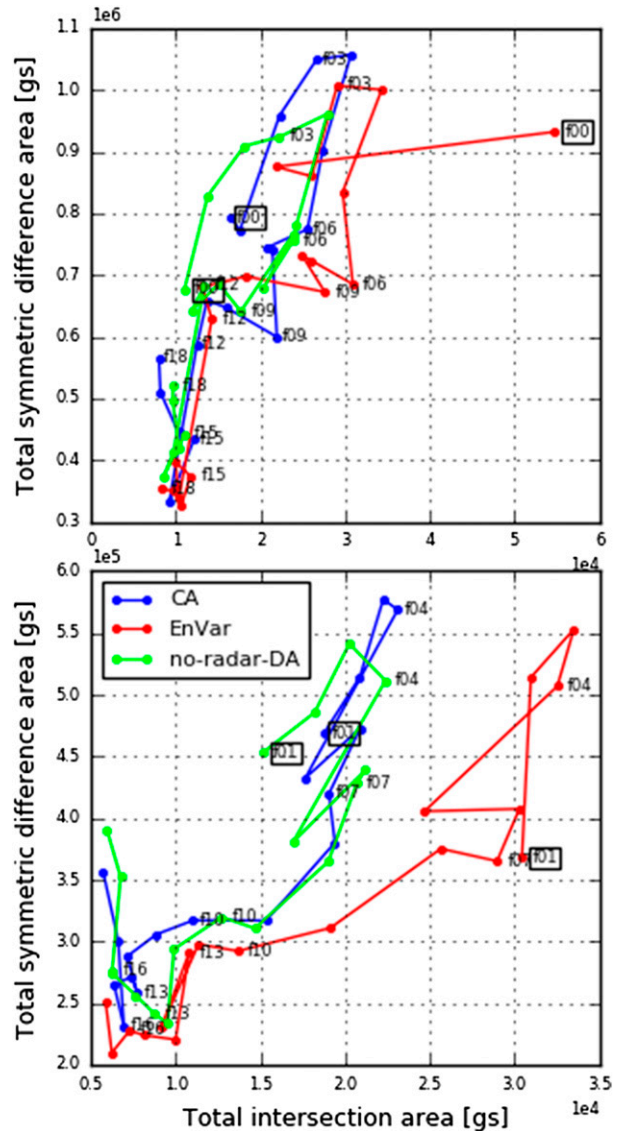 1e6
Total symmetric difference area [gs]
1.1
1.0
0.9
0.8
0.7
0.6
0.5
0.4
0.3
f03
f03
f03
f00
f00
f06
f06
f06
f00
f12
f09
f09
f12
f12
f09
f18
f18
f15
f15
f15
f18
0 1 2 3 4 5 6
1e4
1e5
Total symmetric difference area [gs]
6.0
5.5
5.0
4.5
4.0
3.5
3.0
2.5
2.0
CA
EnVar
no-radar-DA
f04
f04
f04
f01
f01
f07
f07
f07
f01
f10
f10
f10
f13
f16
f13
f13
f16
0.5 1.0 1.5 2.0 2.5 3.0 3.5
1e4
Total intersection area [gs]